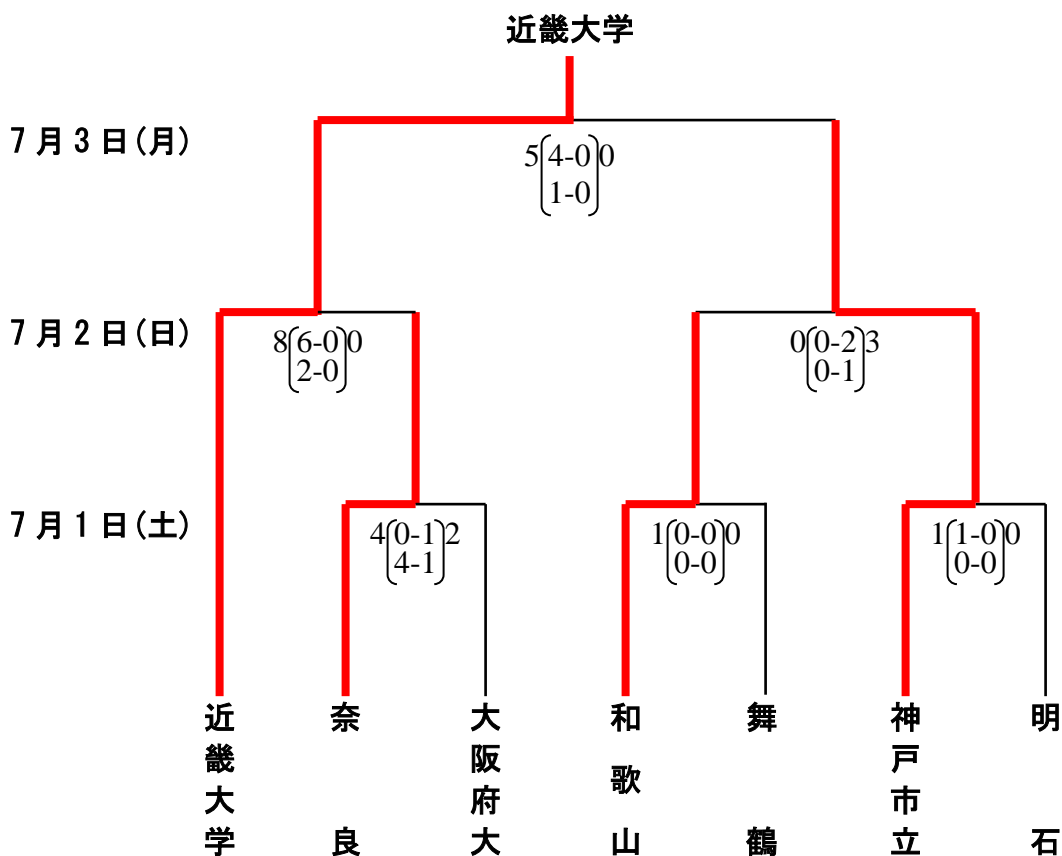 近畿大学
7月3日(月)
5(4-0)0
1-0
7月2日(日)
8(6-0)0
2-0
0(0-2)3
0-1
7月1日(土)
4(0-1)2
4-1
1(0-0)0
0-0
1(1-0)0
0-0
近畿大学
奈良
大阪府大
和歌山
舞鶴
神戸市立
明石